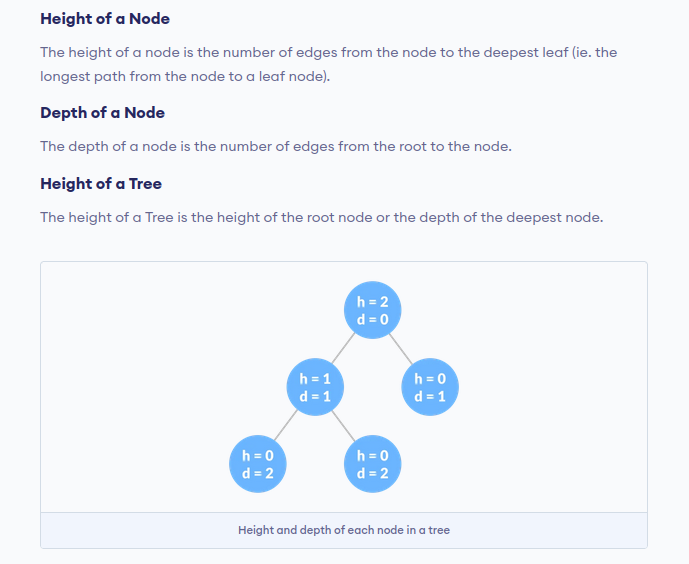 Height of a Node
The height of a node is the number of edges from the node to the deepest leaf (ie. the
longest path from the node to a leaf node).
Depth of a Node
The depth of a node is the number of edges from the root to the node.
Height of a Tree
The height of a Tree is the height of the root node or the depth of the deepest node.
h = 2
d = 0
h = 1
d = 1
h = 0
d = 1
h = 0
d = 2
h = 0
d = 2
Height and depth of each node in a tree